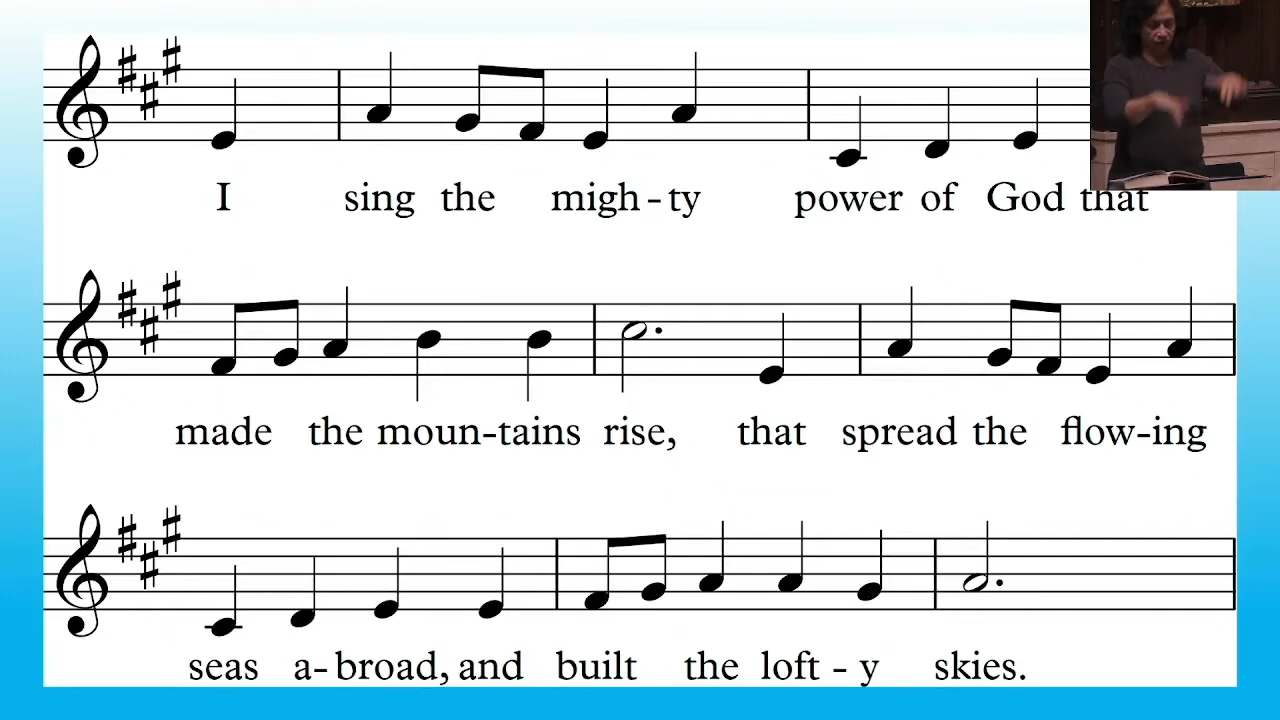 I sing the migh-ty power of God that
made the moun-tains rise, that spread the flow-ing
seas a-broad, and built the loft-y skies.